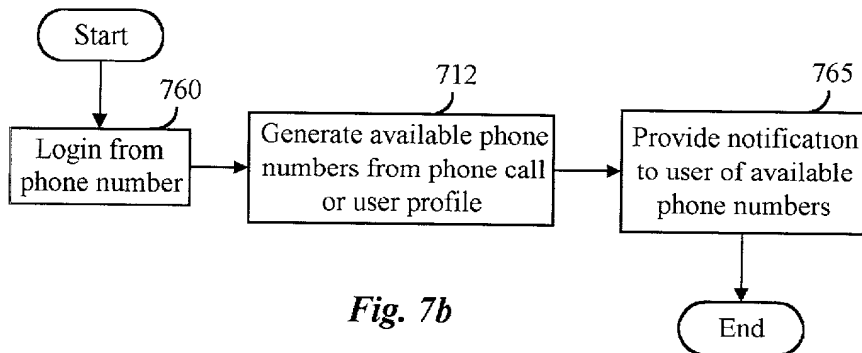 Start
760
Login from
phone number
712
Generate available phone
numbers from phone call
or user profile
765
Provide notification
to user of available
phone numbers
End
Fig. 7b